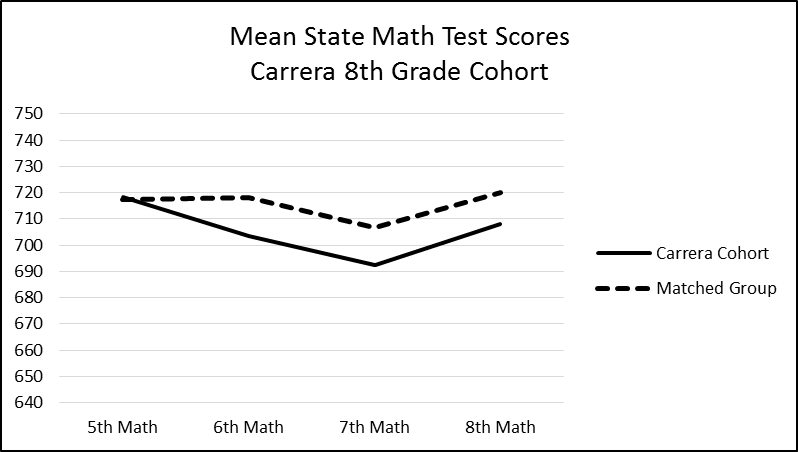 Mean State Math Test Scores
Carrera 8th Grade Cohort
750
740
730
720
710
700
690
680
670
660
650
640
5th Math
6th Math
7th Math
8th Math
Carrera Cohort
Matched Group